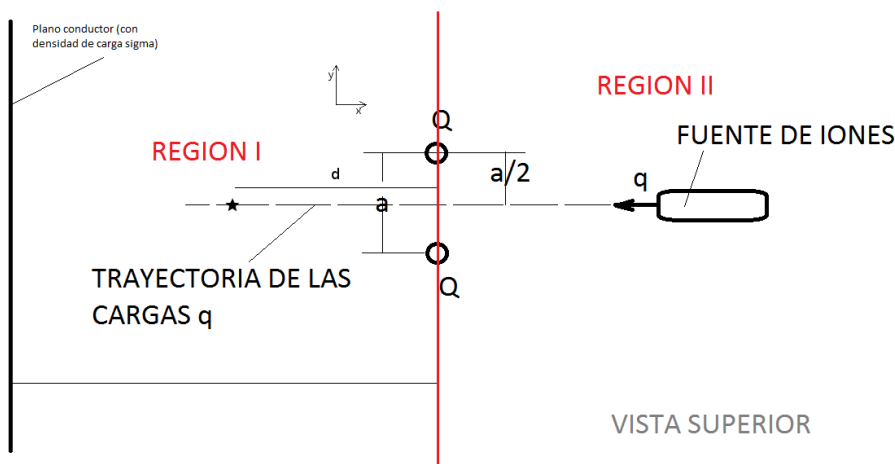 Plano conductor (con
densidad de carga sigma)
y
x
REGION II
REGION I
Q
FUENTE DE IONES
d
a/2
q
a
TRAYECTORIA DE LAS
CARGAS q
Q
VISTA SUPERIOR